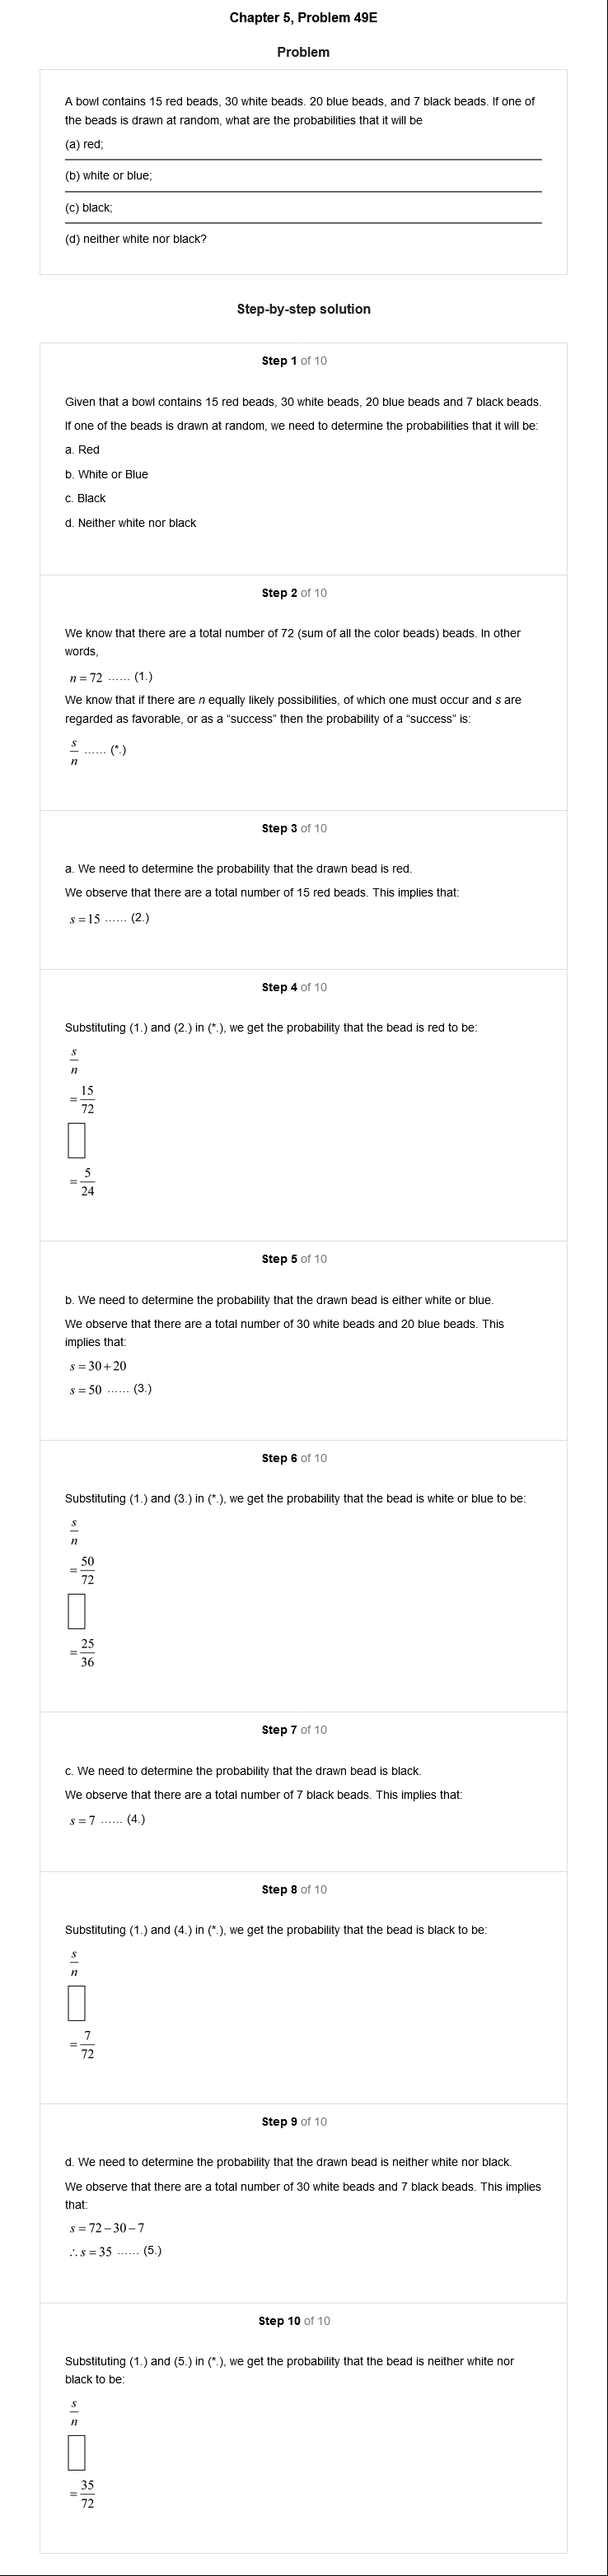 Chapter 5, Problem 49E
Problem
A bowl contains 15 red beads, 30 white beads. 20 blue beads, and 7 black beads. If one of
the beads is drawn at random, what are the probabilities that it will be
(a) red;
(b) white or blue;
(c) black;
(d) neither white nor black?
Step-by-step solution
Step 1 of 10
Given that a bowl contains 15 red beads, 30 white beads, 20 blue beads and 7 black beads.
If one of the beads is drawn at random, we need to determine the probabilities that it will be:
a. Red
b. White or Blue
c. Black
d. Neither white nor black
Step 2 of 10
We know that there are a total number of 72 (sum of all the color beads) beads. In other
words,
n = 72 ...... (1.)
We know that if there are n equally likely possibilities, of which one must occur and s are
regarded as favorable, or as a “success” then the probability of a “success” is:
s/n ...... (*.)
Step 3 of 10
a. We need to determine the probability that the drawn bead is red.
We observe that there are a total number of 15 red beads. This implies that:
s = 15 ...... (2.)
Step 4 of 10
Substituting (1.) and (2.) in (*.), we get the probability that the bead is red to be:
s/n
= 15/72
= 5/24
Step 5 of 10
b. We need to determine the probability that the drawn bead is either white or blue.
We observe that there are a total number of 30 white beads and 20 blue beads. This
implies that:
s = 30 + 20
s = 50 ...... (3.)
Step 6 of 10
Substituting (1.) and (3.) in (*.), we get the probability that the bead is white or blue to be:
s/n
= 50/72
= 25/36
Step 7 of 10
c. We need to determine the probability that the drawn bead is black.
We observe that there are a total number of 7 black beads. This implies that:
s = 7 ...... (4.)
Step 8 of 10
Substituting (1.) and (4.) in (*.), we get the probability that the bead is black to be:
s/n
= 7/72
Step 9 of 10
d. We need to determine the probability that the drawn bead is neither white nor black.
We observe that there are a total number of 30 white beads and 7 black beads. This implies
that:
s = 72 – 30 – 7
∴ s = 35 ...... (5.)
Step 10 of 10
Substituting (1.) and (5.) in (*.), we get the probability that the bead is neither white nor
black to be:
s/n
= 35/72